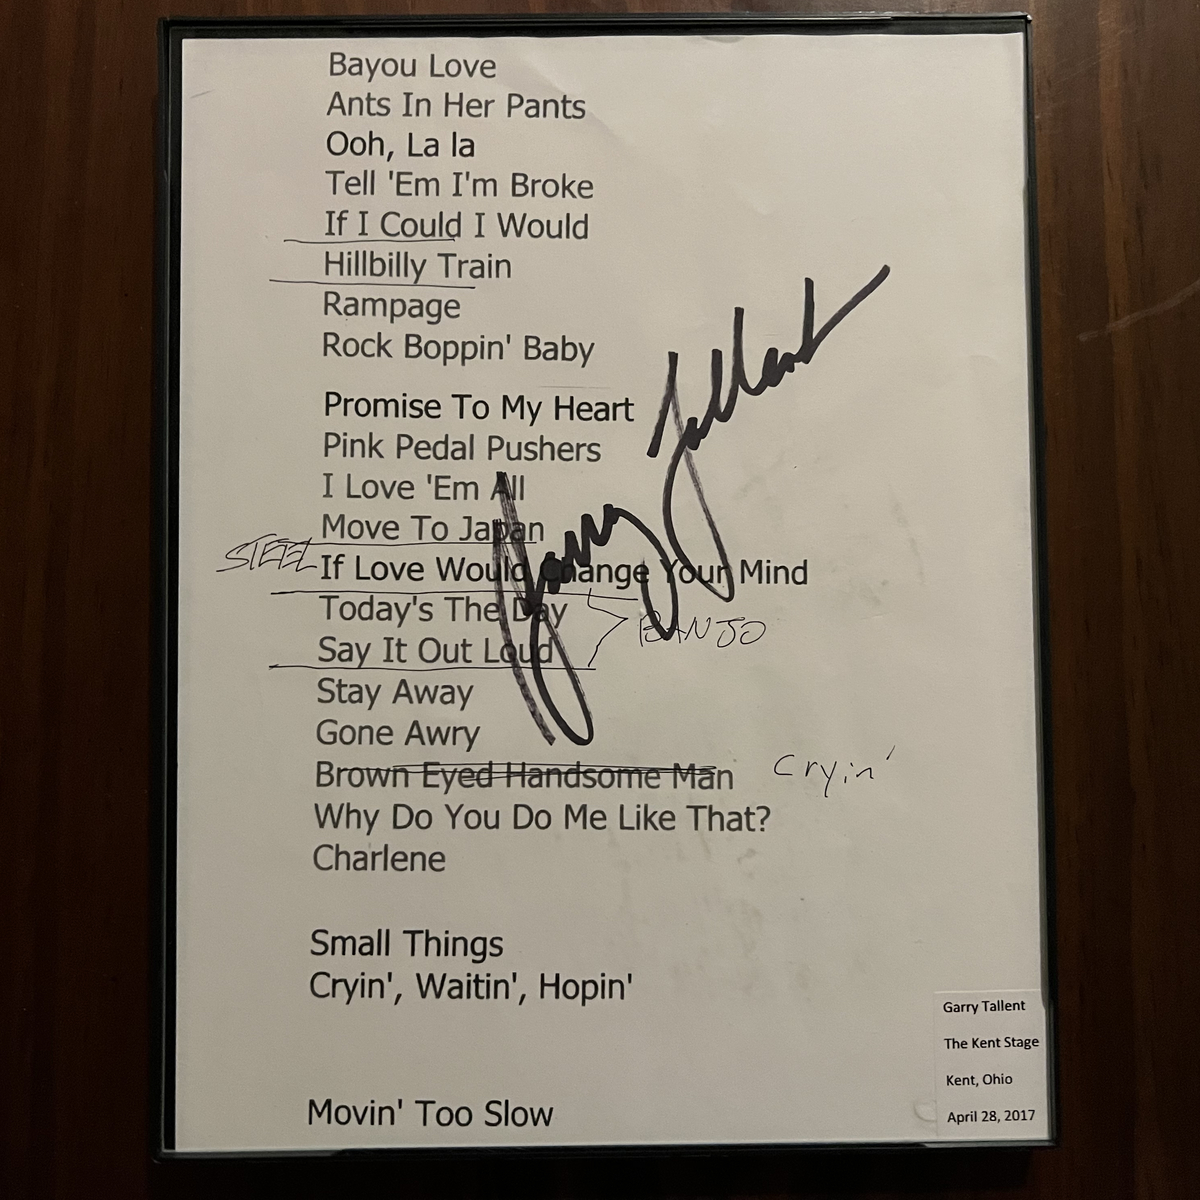 Bayou Love
Ants In Her Pants
Ooh, La la
Tell 'Em I'm Broke
If I Could I Would
Hillbilly Train
Rampage
Rock Boppin' Baby
Promise To My Heart
Pink Pedal Pushers
I Love 'Em All
Move To Japan
STEEL If Love Would Change Your Mind
Today's The Day
BANJO
Say It Out Loud
Stay Away
Gone Awry
Brown Eyed Handsome Man Cryin'
Why Do You Do Me Like That?
Charlene
Small Things
Cryin', Waitin', Hopin'
Movin' Too Slow
Garry Tallent
Garry Tallent
The Kent Stage
Kent, Ohio
April 28, 2017